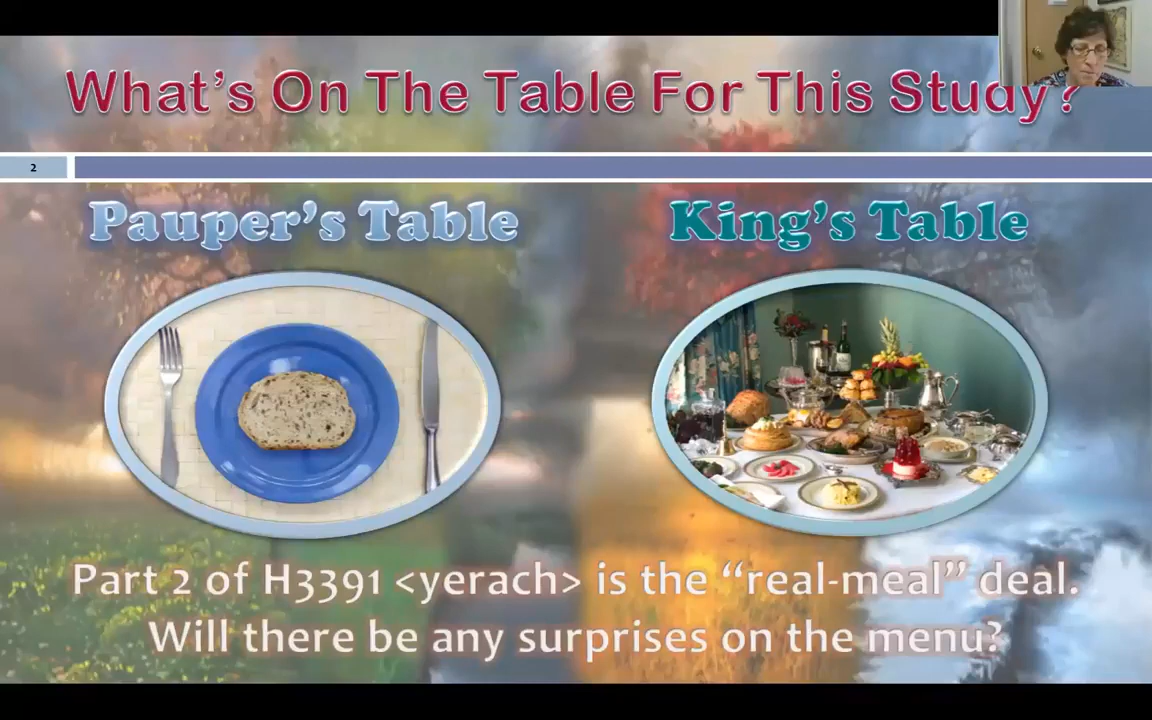 What's On The Table For This Study?
2
Pauper's Table
King's Table
Part 2 of H3391 <yerach> is the “real-meal” deal.
Will there be any surprises on the menu?